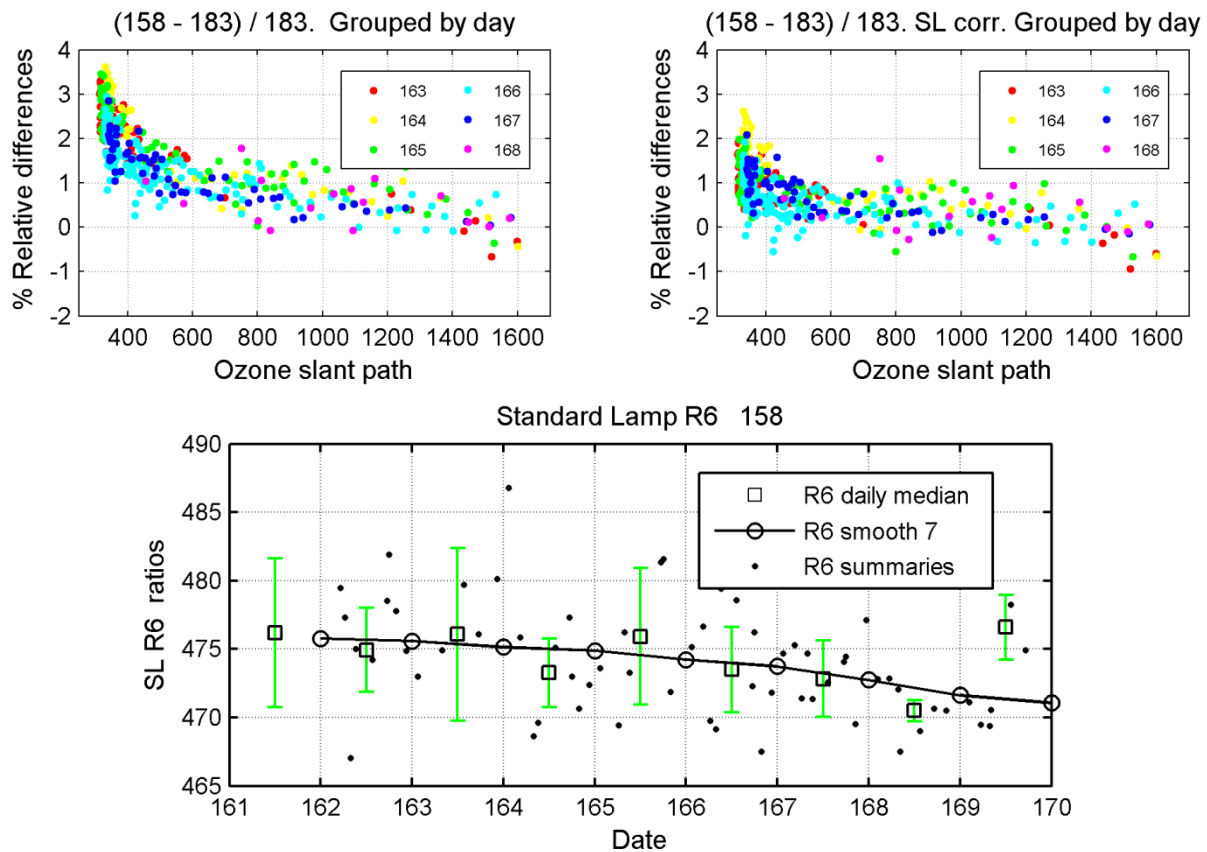 (158 - 183) / 183.  Grouped by day
4
3
2
1
0
-1
-2
% Relative differences
163
164
165
166
167
168
400 600 800 1000 1200 1400 1600
Ozone slant path
(158 - 183) / 183. SL corr. Grouped by day
4
3
2
1
0
-1
-2
% Relative differences
163
164
165
166
167
168
400 600 800 1000 1200 1400 1600
Ozone slant path
Standard Lamp R6   158
490
485
480
475
470
465
SL R6 ratios
R6 daily median
R6 smooth 7
R6 summaries
161 162 163 164 165 166 167 168 169 170
Date